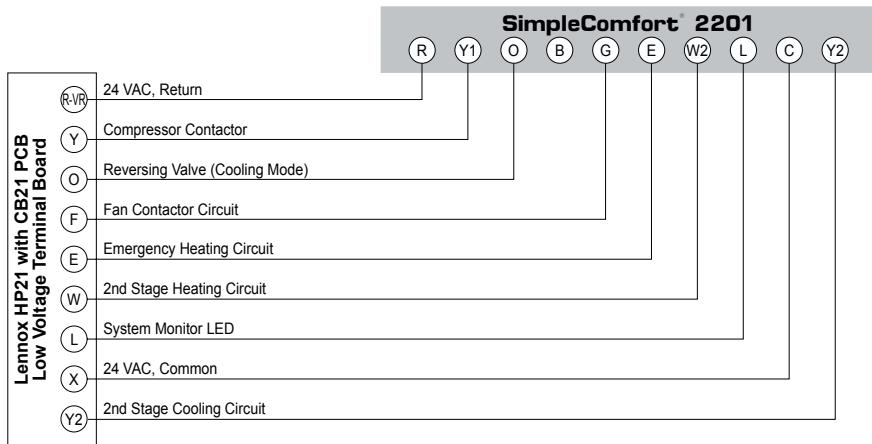 SimpleComfort® 2201
R Y1 O B G E W2 L C Y2
Lennox HP21 with CB21 PCB
Low Voltage Terminal Board
R-VR 24 VAC, Return
Y Compressor Contactor
O Reversing Valve (Cooling Mode)
F Fan Contactor Circuit
E Emergency Heating Circuit
W 2nd Stage Heating Circuit
L System Monitor LED
X 24 VAC, Common
Y2 2nd Stage Cooling Circuit